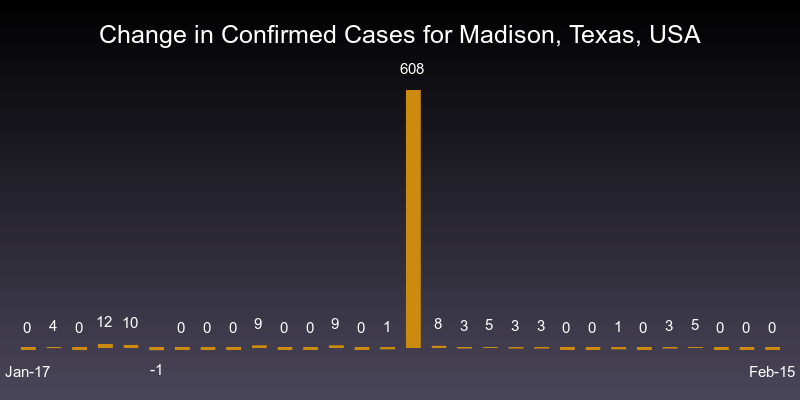 Change in Confirmed Cases for Madison, Texas, USA
608
0 4 0 12 10 0 0 0 9 0 0 9 0 1 8 3 5 3 3 0 0 1 0 3 5 0 0 0
Jan-17 -1 Feb-15